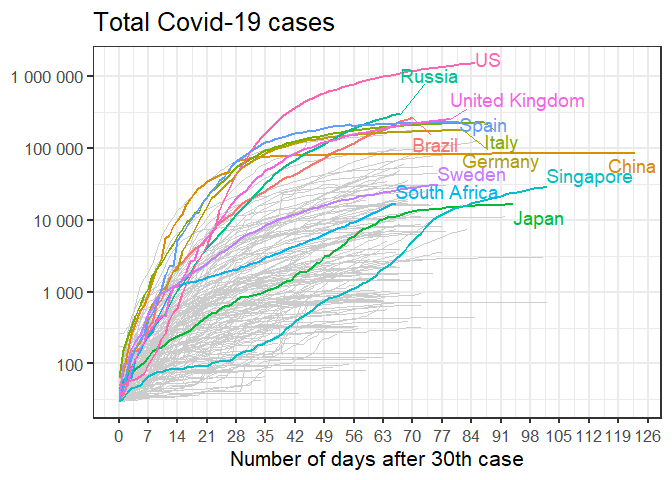 Total Covid-19 cases
US
1 000 000
Russia
United Kingdom
Spain
100 000
Brazil
Italy
Germany
China
Sweden
Singapore
South Africa
10 000
Japan
1 000
100
0 7 14 21 28 35 42 49 56 63 70 77 84 91 98 105 112 119 126
Number of days after 30th case